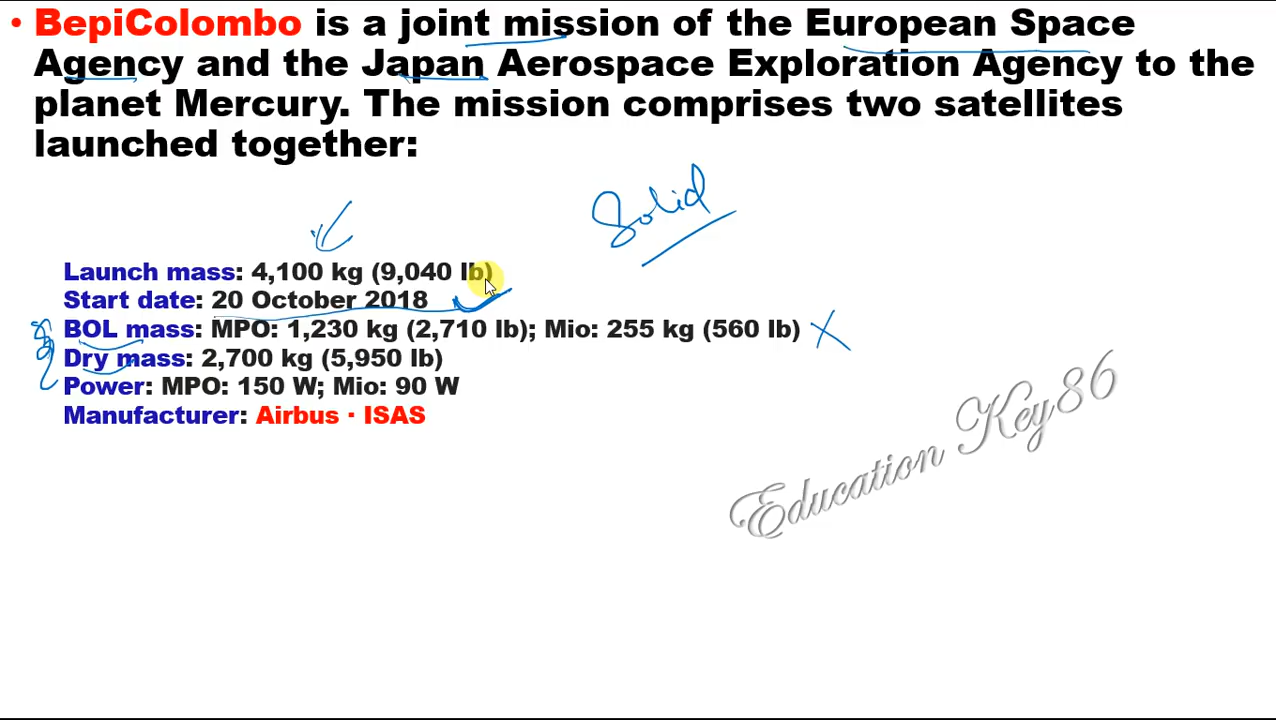 • BepiColombo is a joint mission of the European Space
Agency and the Japan Aerospace Exploration Agency to the
planet Mercury. The mission comprises two satellites
launched together:
Solid
Launch mass: 4,100 kg (9,040 lb)
Start date: 20 October 2018
BOL mass: MPO: 1,230 kg (2,710 lb); Mio: 255 kg (560 lb)
Dry mass: 2,700 kg (5,950 lb)
Power: MPO: 150 W; Mio: 90 W
Manufacturer: Airbus · ISAS
Education Key86